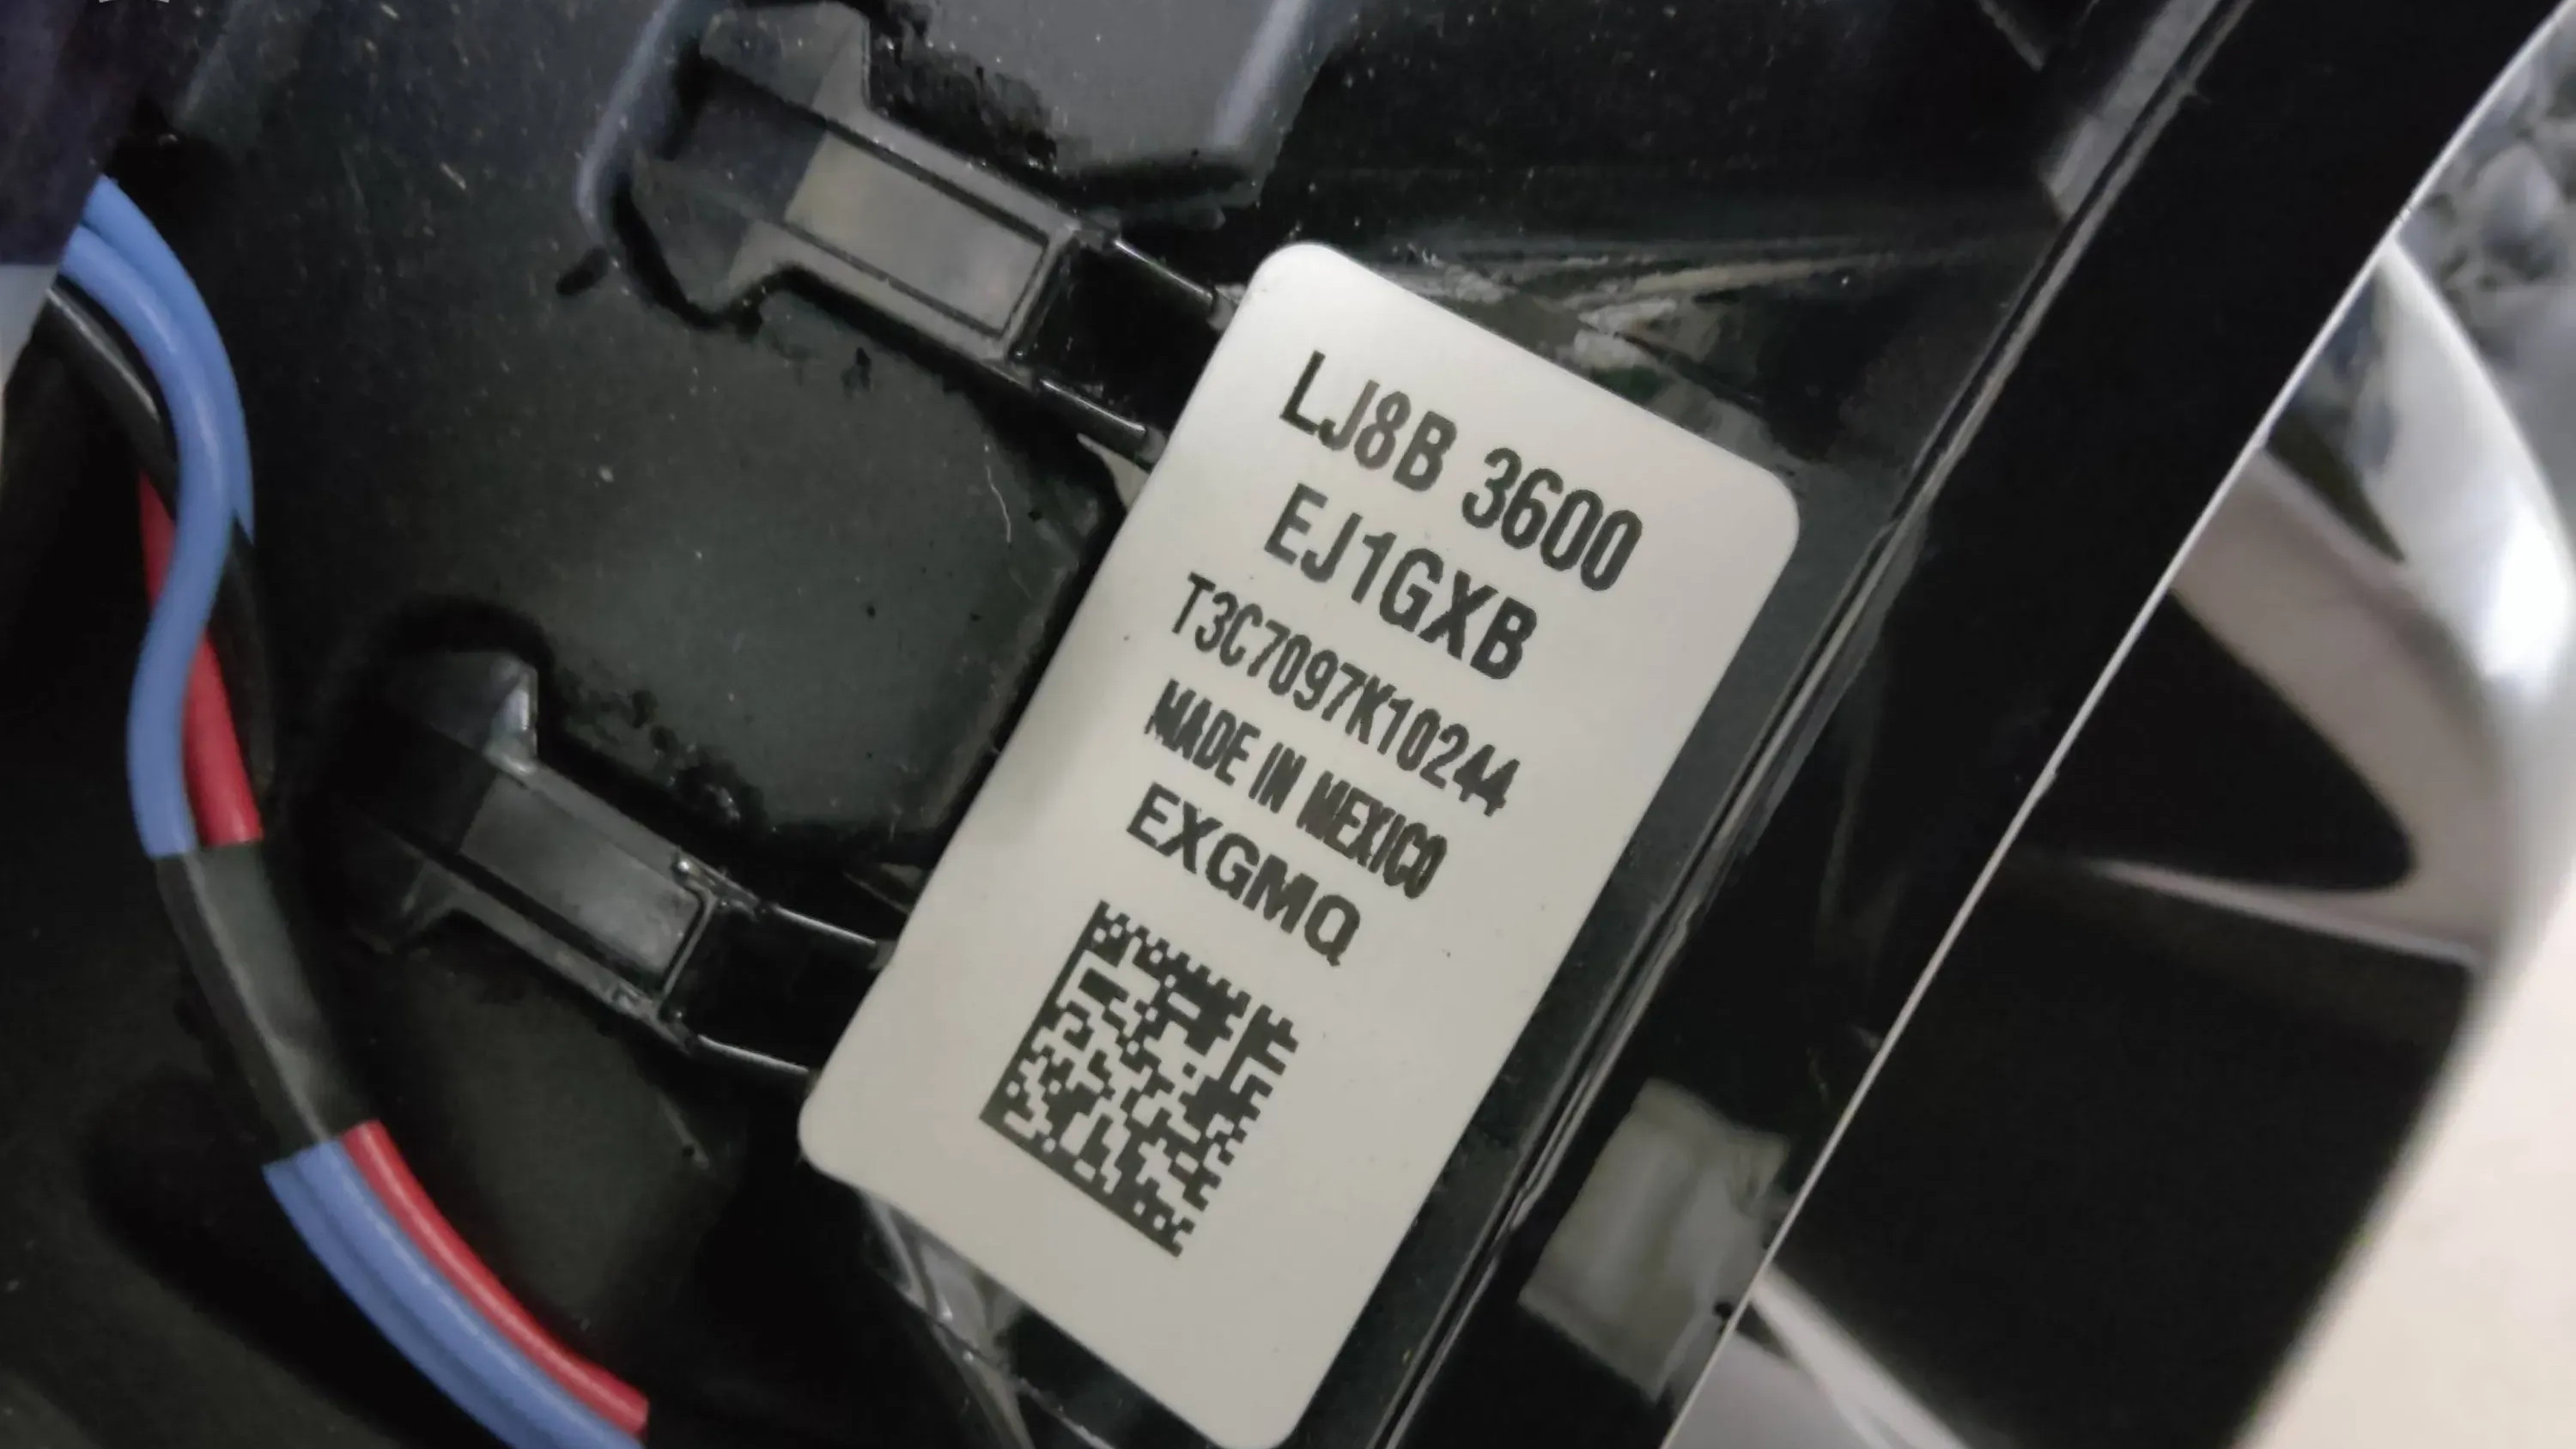 LJ8B 3600
EJ1GXB
T3C7097K10244
MADE IN MEXICO
EXGMQ